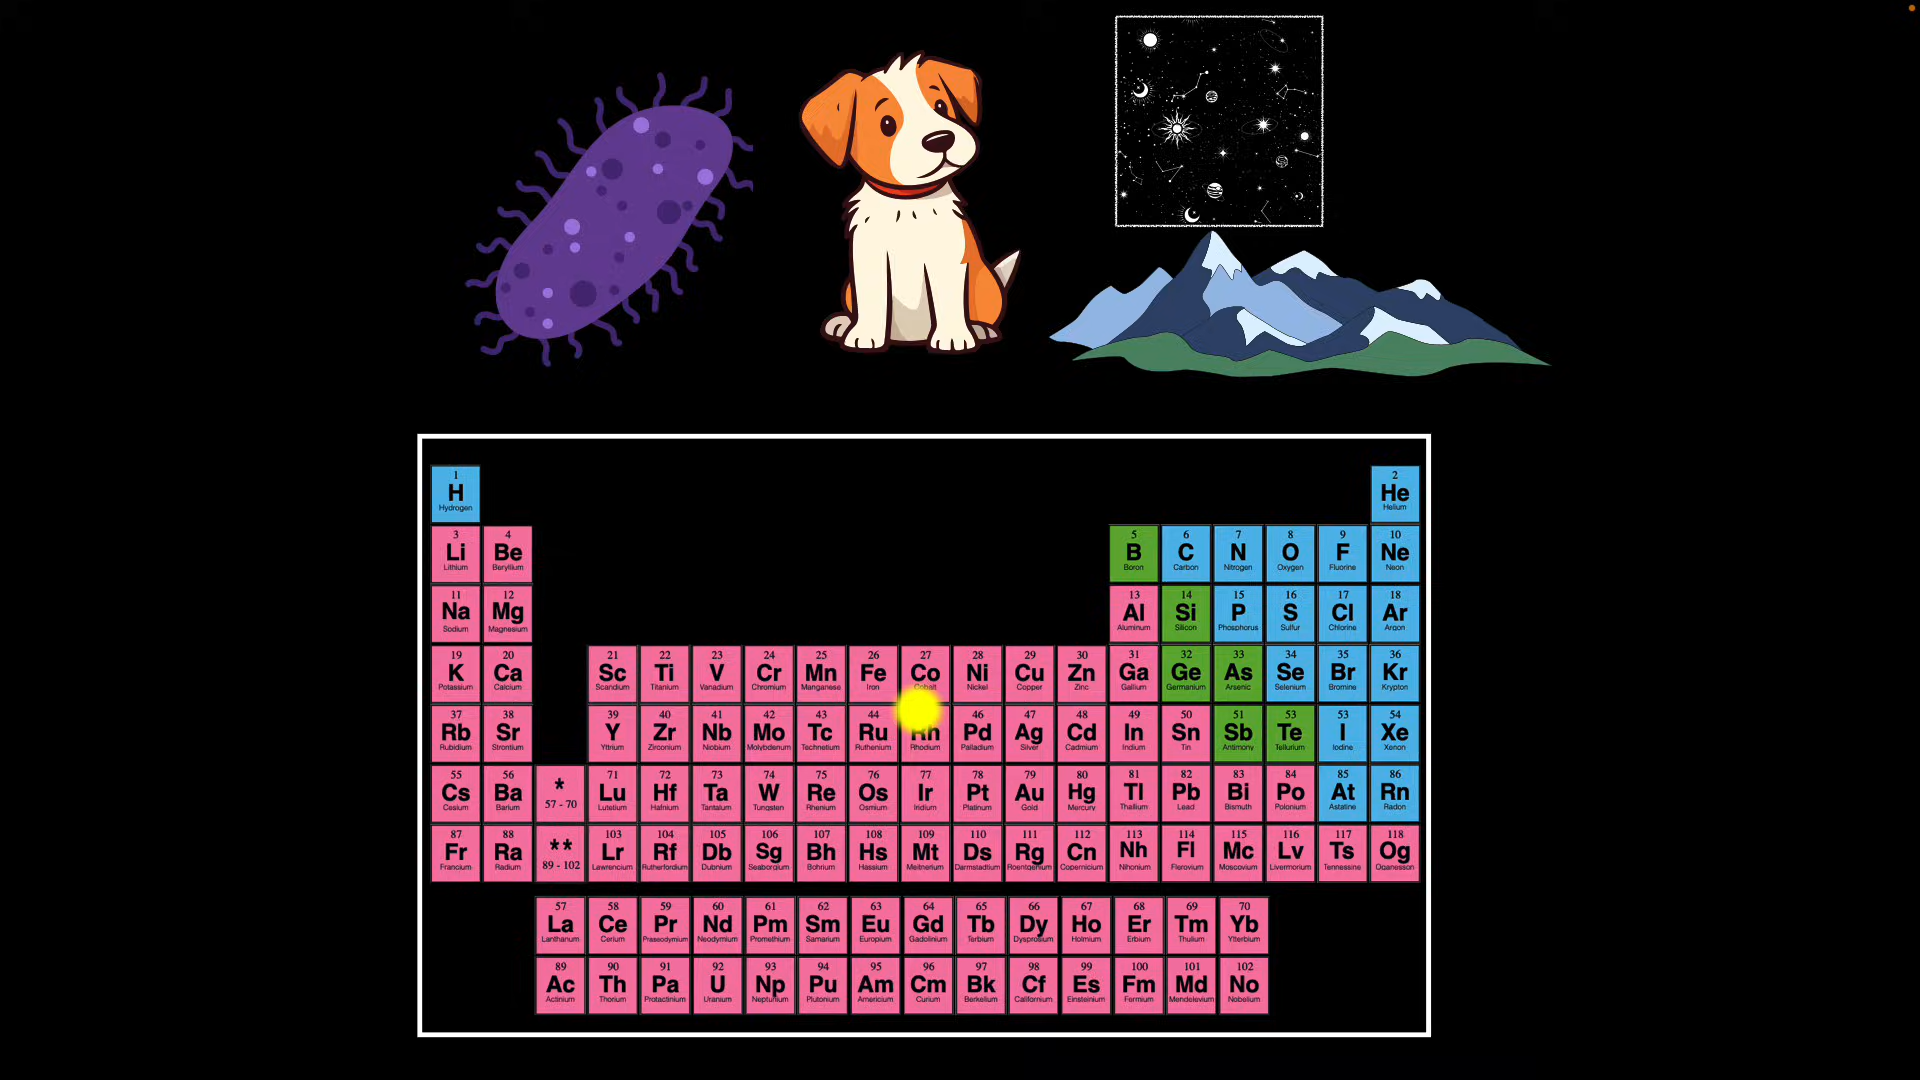 1 2
H He
Hydrogen Helium
3 4 5 6 7 8 9 10
Li Be B C N O F Ne
Lithium Beryllium Boron Carbon Nitrogen Oxygen Fluorine Neon
11 12 13 14 15 16 17 18
Na Mg Al Si P S Cl Ar
Sodium Magnesium Aluminum Silicon Phosphorus Sulfur Chlorine Argon
19 20 21 22 23 24 25 26 27 28 29 30 31 32 33 34 35 36
K Ca Sc Ti V Cr Mn Fe Co Ni Cu Zn Ga Ge As Se Br Kr
Potassium Calcium Scandium Titanium Vanadium Chromium Manganese Iron Cobalt Nickel Copper Zinc Gallium Germanium Arsenic Selenium Bromine Krypton
37 38 39 40 41 42 43 44 46 47 48 49 50 51 53 53 54
Rb Sr Y Zr Nb Mo Tc Ru Rh Pd Ag Cd In Sn Sb Te I Xe
Rubidium Strontium Yttrium Zirconium Niobium Molybdenum Technetium Ruthenium Rhodium Palladium Silver Cadmium Indium Tin Antimony Tellurium Iodine Xenon
55 56 * 71 72 73 74 75 76 77 78 79 80 81 82 83 84 85 86
Cs Ba 57 - 70 Lu Hf Ta W Re Os Ir Pt Au Hg Tl Pb Bi Po At Rn
Cesium Barium Lutetium Hafnium Tantalum Tungsten Rhenium Osmium Iridium Platinum Gold Mercury Thallium Lead Bismuth Polonium Astatine Radon
87 88 ** 103 104 105 106 107 108 109 110 111 112 113 114 115 116 117 118
Fr Ra 89 - 102 Lr Rf Db Sg Bh Hs Mt Ds Rg Cn Nh Fl Mc Lv Ts Og
Francium Radium Lawrencium Rutherfordium Dubnium Seaborgium Bohrium Hassium Meitnerium Darmstadtium Roentgenium Copernicium Nihonium Flerovium Moscovium Livermorium Tennessine Oganesson
57 58 59 60 61 62 63 64 65 66 67 68 69 70
La Ce Pr Nd Pm Sm Eu Gd Tb Dy Ho Er Tm Yb
Lanthanum Cerium Praseodymium Neodymium Promethium Samarium Europium Gadolinium Terbium Dysprosium Holmium Erbium Thulium Ytterbium
89 90 91 92 93 94 95 96 97 98 99 100 101 102
Ac Th Pa U Np Pu Am Cm Bk Cf Es Fm Md No
Actinium Thorium Protactinium Uranium Neptunium Plutonium Americium Curium Berkelium Californium Einsteinium Fermium Mendelevium Nobelium